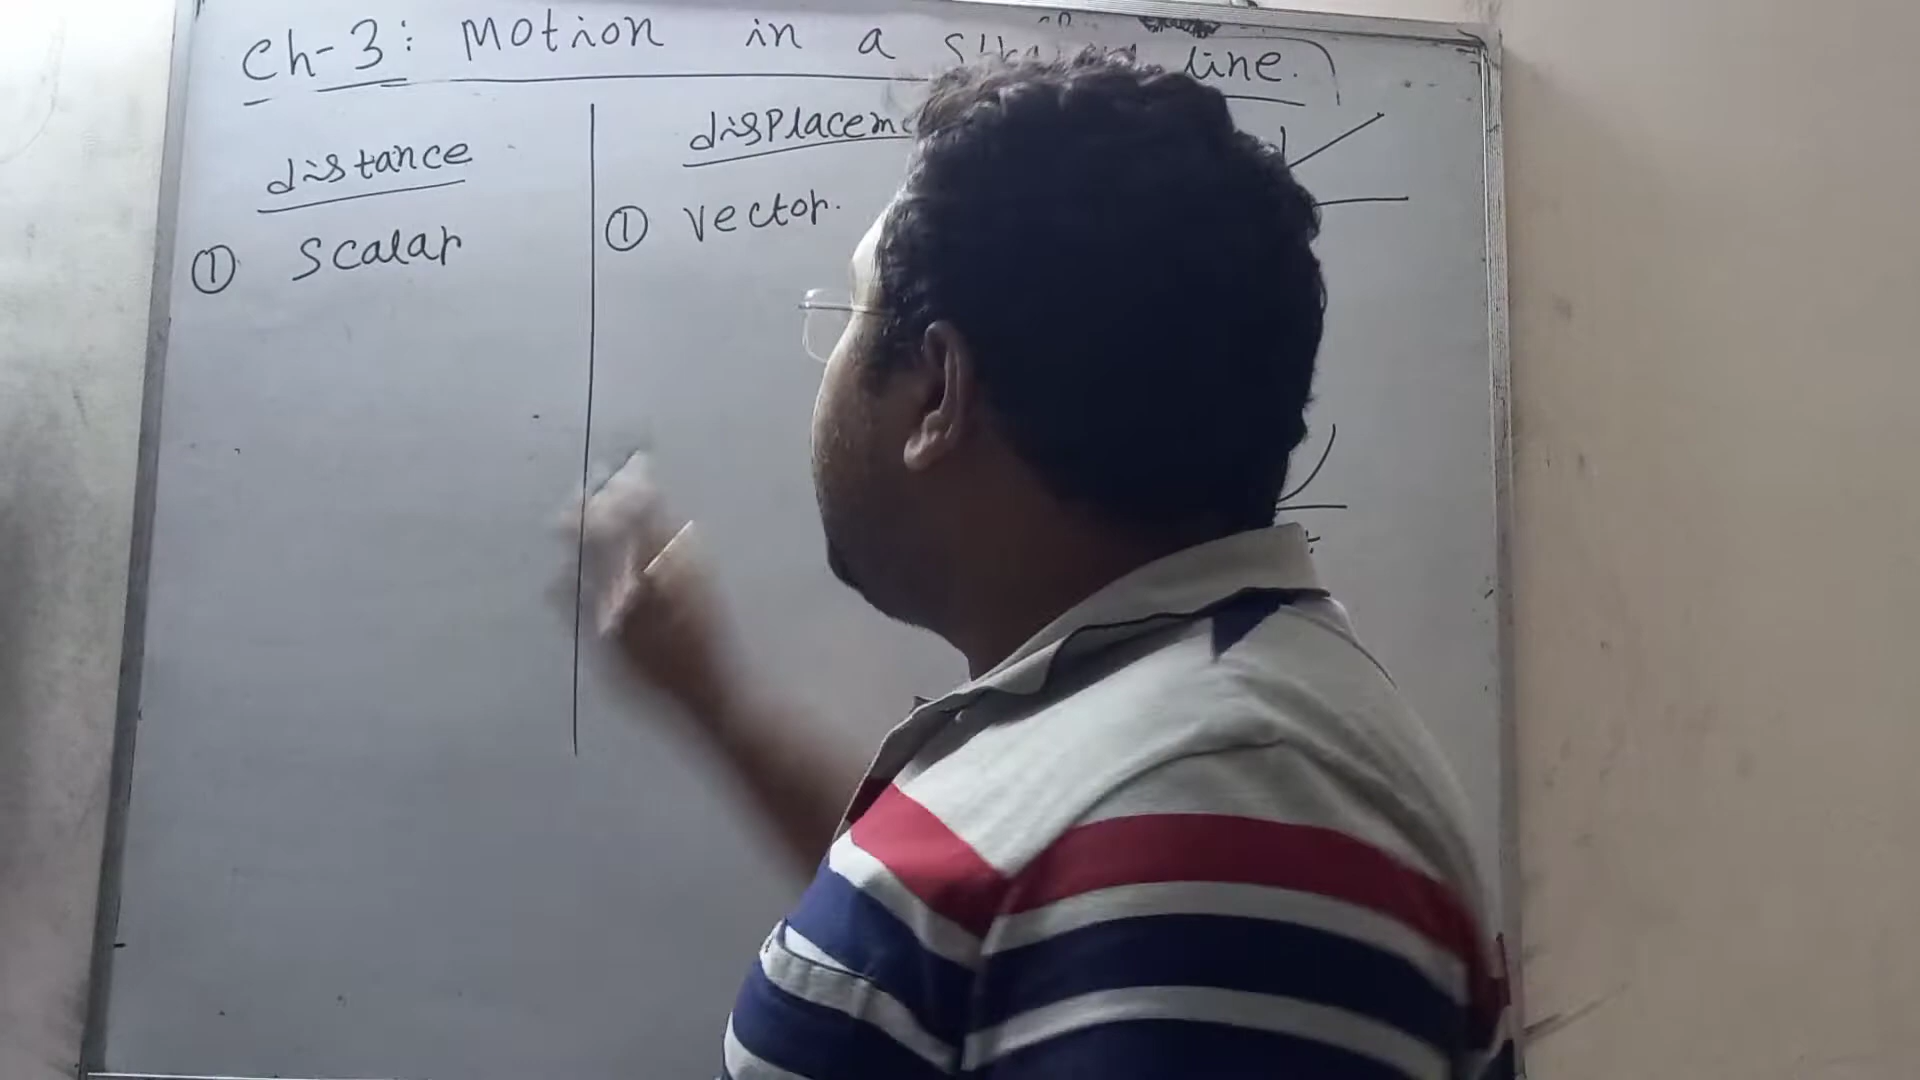 Ch-3: Motion in a line.
distance
① Scalar
displaceme
① Vector.
t